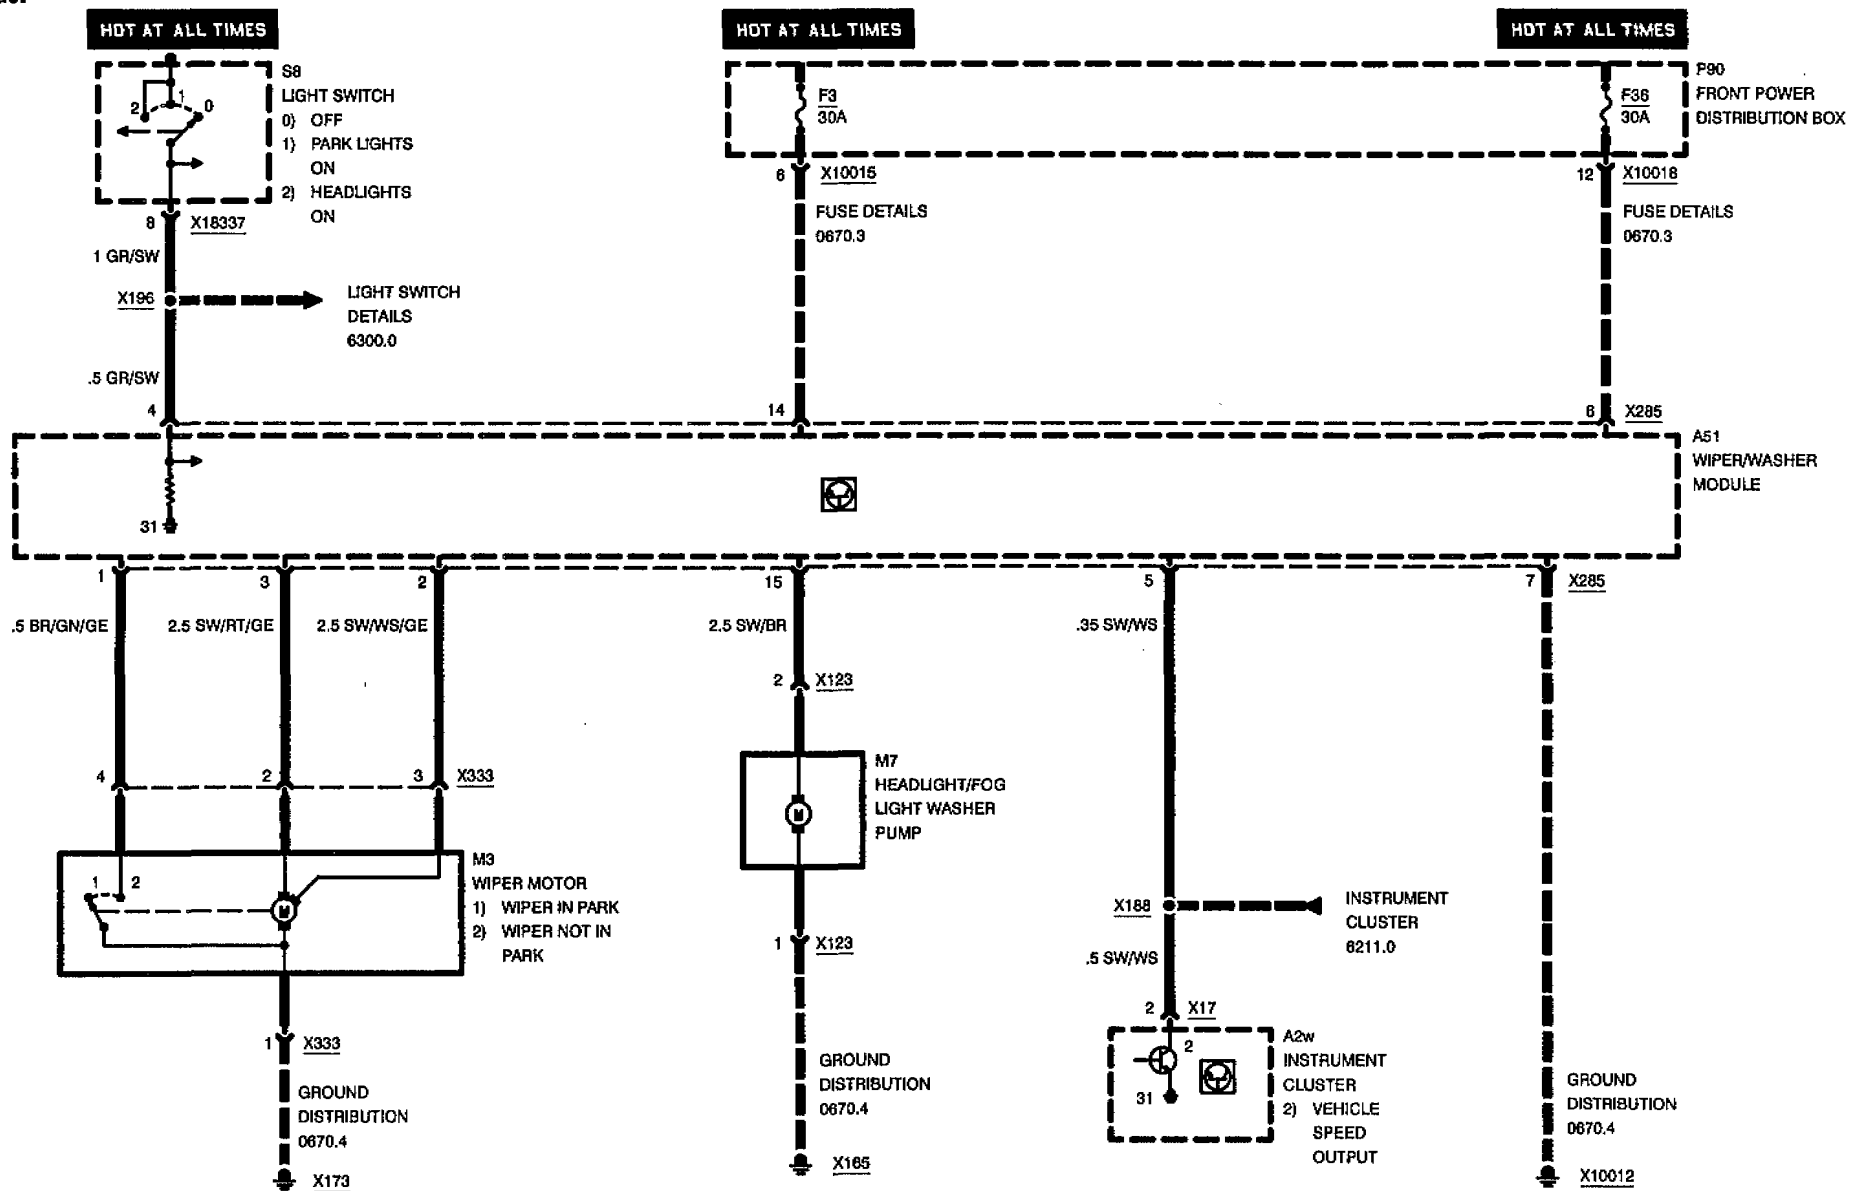 HOT AT ALL TIMES
HOT AT ALL TIMES
HOT AT ALL TIMES
S8
LIGHT SWITCH
0) OFF
1) PARK LIGHTS
ON
2) HEADLIGHTS
ON
2
1
0
F3
30A
F36
30A
P90
FRONT POWER
DISTRIBUTION BOX
8
X18337
6
X10015
12
X10018
FUSE DETAILS
0670.3
FUSE DETAILS
0670.3
1 GR/SW
X196
LIGHT SWITCH
DETAILS
6300.0
.5 GR/SW
4
14
6
X285
A51
WIPER/WASHER
MODULE
31
1
3
2
15
5
7
X285
.5 BR/GN/GE
2.5 SW/RT/GE
2.5 SW/WS/GE
2.5 SW/BR
.35 SW/WS
2
X123
4
2
3
X333
M7
HEADLIGHT/FOG
LIGHT WASHER
PUMP
M
M3
WIPER MOTOR
1) WIPER IN PARK
2) WIPER NOT IN
PARK
1
2
M
X188
INSTRUMENT
CLUSTER
6211.0
1
X123
.5 SW/WS
2
X17
1
X333
A2w
INSTRUMENT
CLUSTER
2) VEHICLE
SPEED
OUTPUT
2
31
GROUND
DISTRIBUTION
0670.4
GROUND
DISTRIBUTION
0670.4
GROUND
DISTRIBUTION
0670.4
X173
X165
X10012